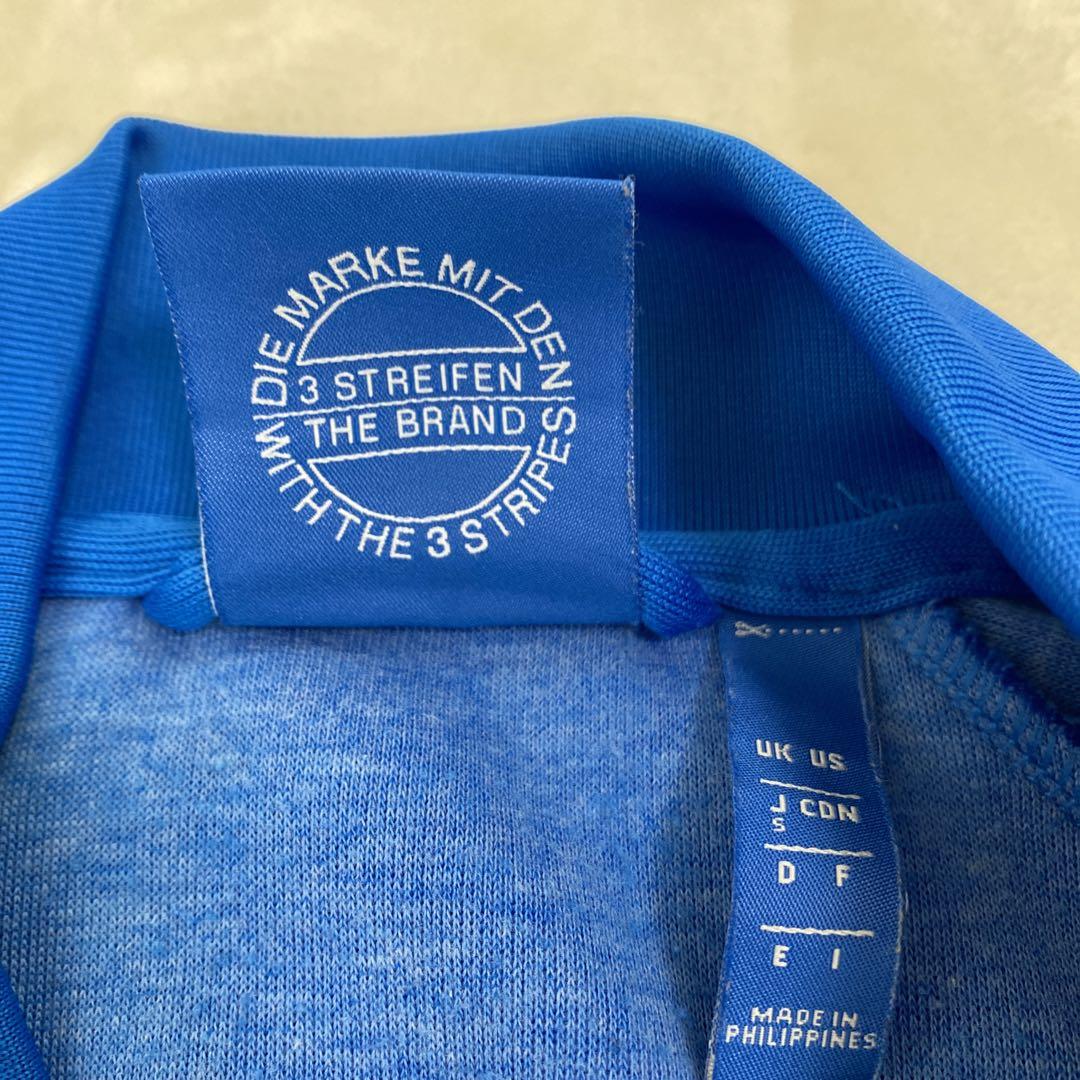 DIE MARKE MIT DEN
3 STREIFEN
THE BRAND
WITH THE 3 STRIPES
UK US
J CDN
S
D F
E I
MADE IN
PHILIPPINES